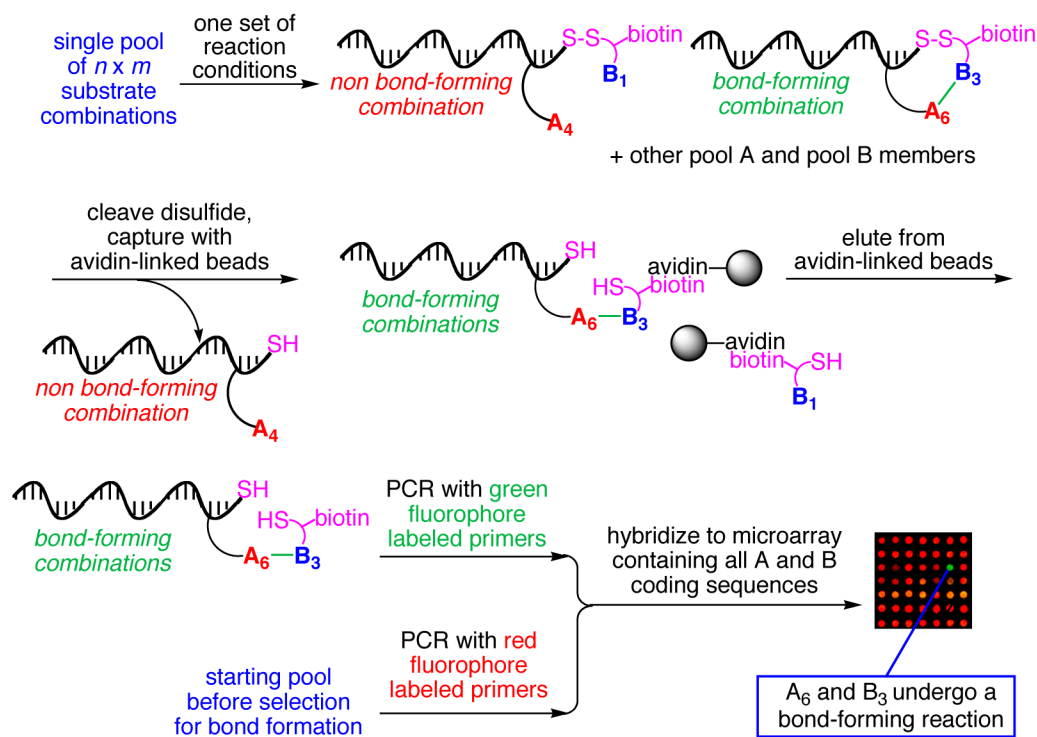 single pool
of n x m
substrate
combinations
one set of
reaction
conditions
S-S
biotin
B1
non bond-forming
combination
A4
S-S
biotin
B3
bond-forming
combination
A6
+ other pool A and pool B members
cleave disulfide,
capture with
avidin-linked beads
SH
non bond-forming
combination
A4
SH
bond-forming
combinations
HS
biotin
avidin
A6
B3
avidin
biotin
SH
B1
elute from
avidin-linked beads
SH
bond-forming
combinations
HS
biotin
A6
B3
PCR with green
fluorophore
labeled primers
hybridize to microarray
containing all A and B
coding sequences
starting pool
before selection
for bond formation
PCR with red
fluorophore
labeled primers
A6 and B3 undergo a
bond-forming reaction